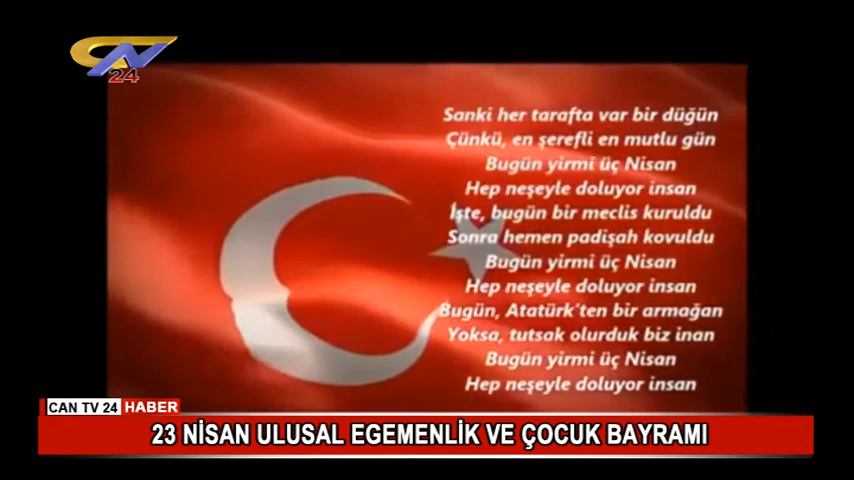 CN
24
Sanki her tarafta var bir düğün
Çünkü, en şerefli en mutlu gün
Bugün yirmi üç Nisan
Hep neşeyle doluyor insan
İşte, bugün bir meclis kuruldu
Sonra hemen padişah kovuldu
Bugün yirmi üç Nisan
Hep neşeyle doluyor insan
Bugün, Atatürk'ten bir armağan
Yoksa, tutsak olurduk biz inan
Bugün yirmi üç Nisan
Hep neşeyle doluyor insan
CAN TV 24 HABER
23 NİSAN ULUSAL EGEMENLİK VE ÇOCUK BAYRAMI